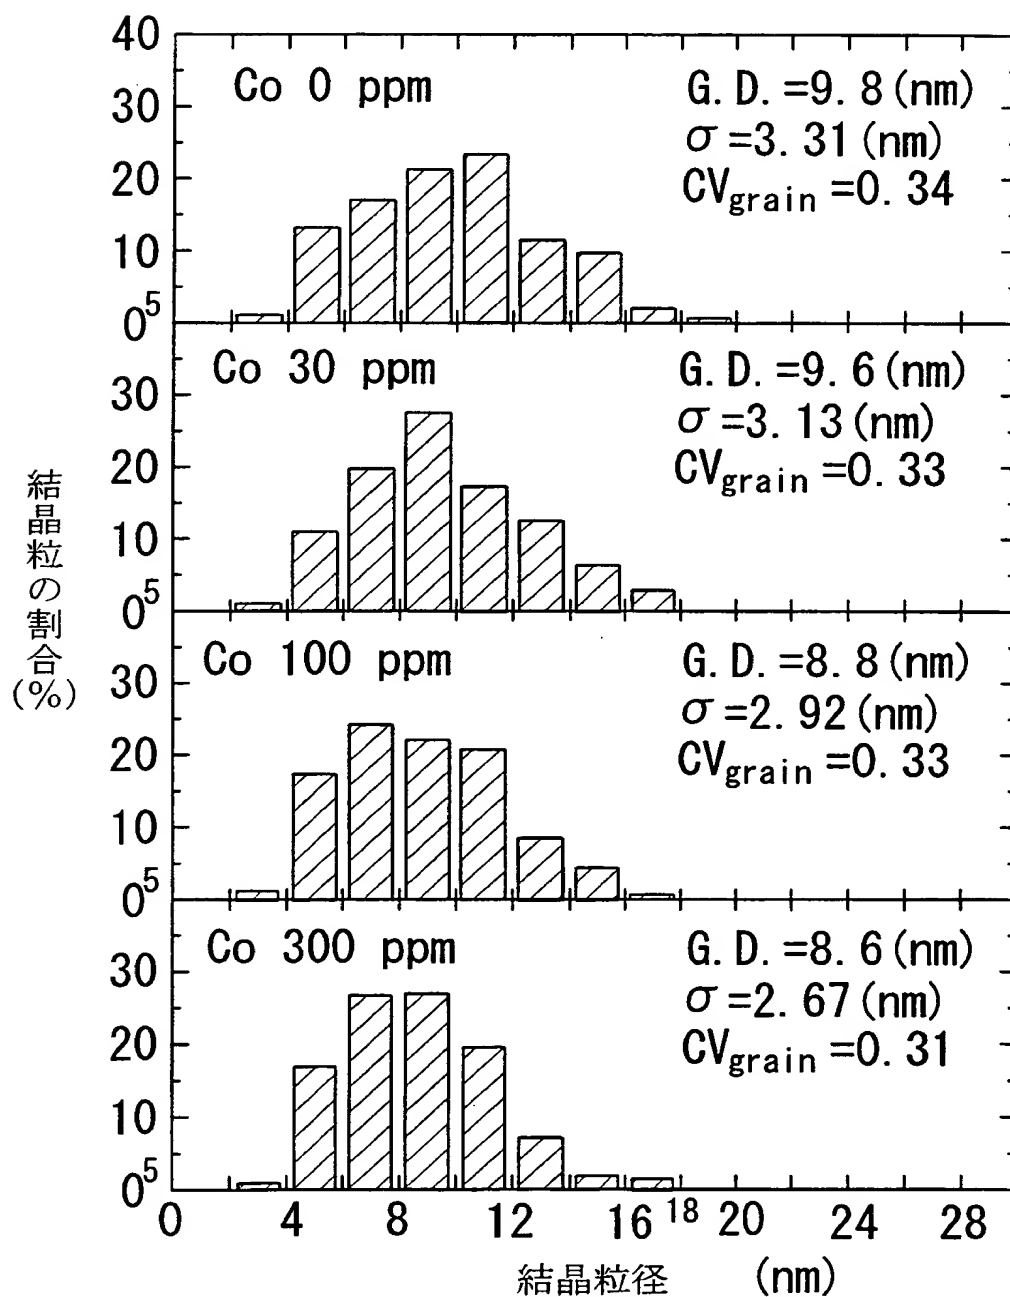 40
30
20
10
5
0
Co 0 ppm
G.D.=9.8(nm)
σ=3.31(nm)
CVgrain=0.34
30
20
10
5
0
Co 30 ppm
G.D.=9.6(nm)
σ=3.13(nm)
CVgrain=0.33
30
20
10
5
0
Co 100 ppm
G.D.=8.8(nm)
σ=2.92(nm)
CVgrain=0.33
30
20
10
5
0
Co 300 ppm
G.D.=8.6(nm)
σ=2.67(nm)
CVgrain=0.31
結晶粒の割合(%)
0 4 8 12 16 18 20 24 28
結晶粒径 (nm)